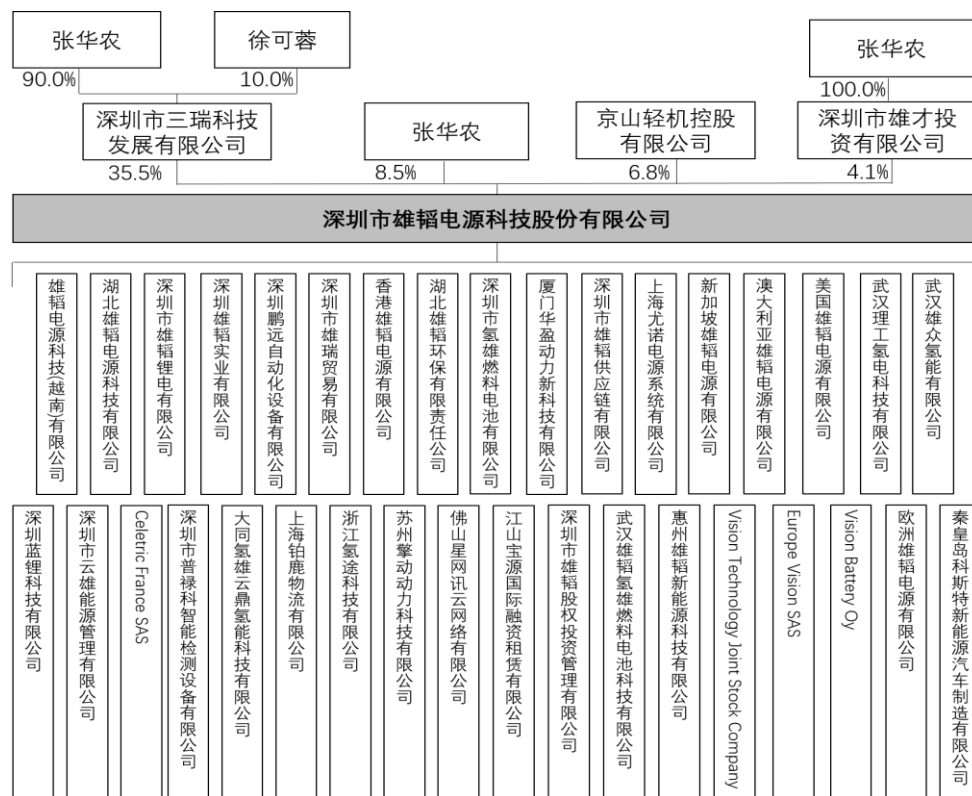 张华农
徐可蓉
张华农
90.0%
10.0%
100.0%
深圳市三瑞科技
发展有限公司
张华农
京山轻机控股
有限公司
深圳市雄才投
资有限公司
35.5%
8.5%
6.8%
4.1%
深圳市雄韬电源科技股份有限公司
雄韬电源科技(越南)有限公司
湖北雄韬电源科技有限公司
深圳市雄韬锂电有限公司
深圳雄韬实业有限公司
深圳鹏远自动化设备有限公司
深圳市雄瑞贸易有限公司
香港雄韬电源有限公司
湖北雄韬环保有限责任公司
深圳市氢雄燃料电池有限公司
厦门华盈动力新科技有限公司
深圳市雄韬供应链有限公司
上海尤诺电源系统有限公司
新加坡雄韬电源有限公司
澳大利亚雄韬电源有限公司
美国雄韬电源有限公司
武汉理工氢电科技有限公司
武汉雄众氢能有限公司
深圳蓝锂科技有限公司
深圳市云雄能源管理有限公司
Celetric France SAS
深圳市普禄科智能检测设备有限公司
大同氢雄云鼎氢能科技有限公司
上海铂鹿物流有限公司
浙江氢途科技有限公司
苏州擎动动力科技有限公司
佛山星网讯云网络有限公司
江山宝源国际融资租赁有限公司
深圳市雄韬股权投资管理有限公司
武汉雄韬氢雄燃料电池科技有限公司
惠州雄韬新能源科技有限公司
Vision Technology Joint Stock Company
Europe Vision SAS
Vision Battery Oy
欧洲雄韬电源有限公司
秦皇岛科斯特新能源汽车制造有限公司